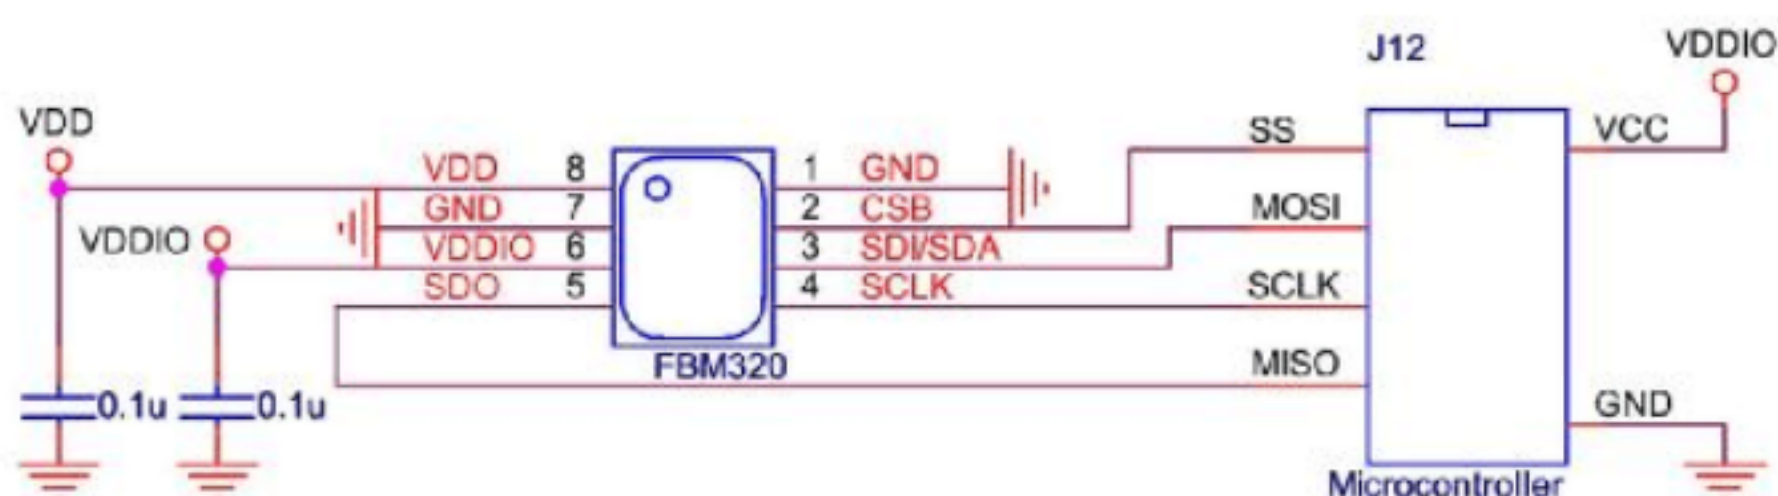 J12
VDDIO
VDD
SS
VCC
VDD 8
1 GND
GND 7
2 CSB
MOSI
VDDIO
VDDIO 6
3 SDI/SDA
SDO 5
4 SCLK
SCLK
FBM320
MISO
0.1u
0.1u
GND
Microcontroller